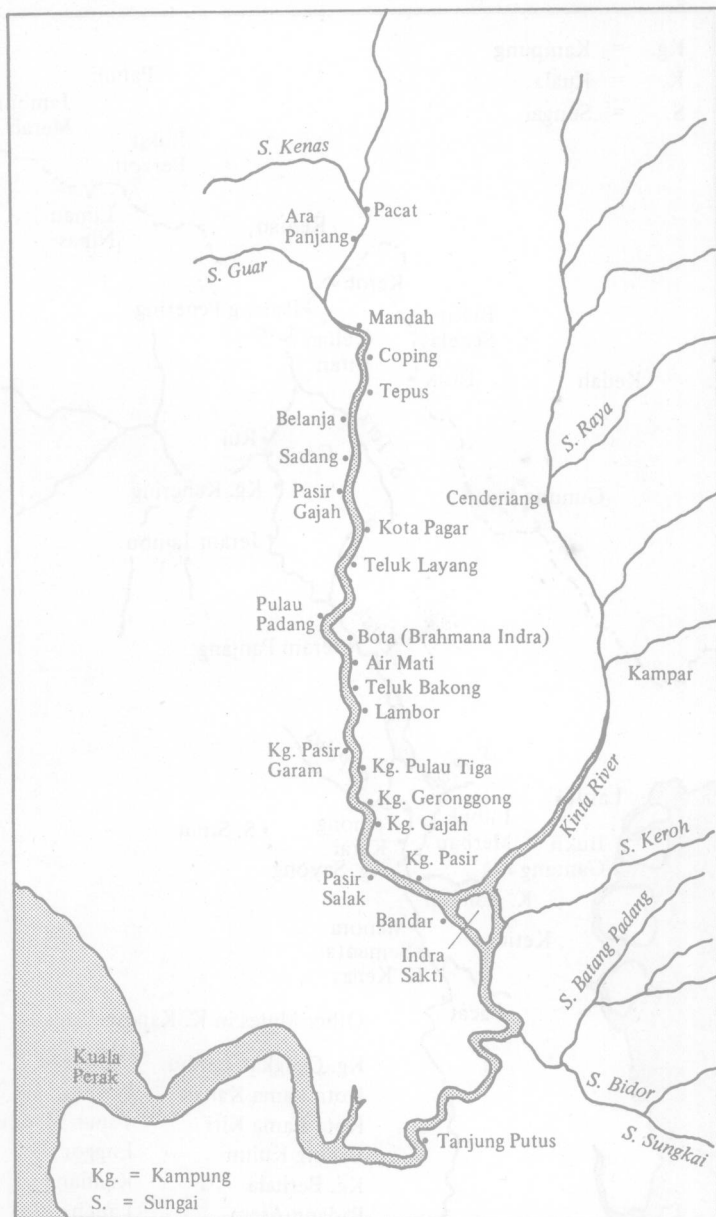 S. Kenas
Pacat
Ara
Panjang
S. Guar
Mandah
Coping
Tepus
Belanja
Sadang
S. Raya
Pasir
Gajah
Cenderiang
Kota Pagar
Teluk Layang
Pulau
Padang
Bota (Brahmana Indra)
Air Mati
Kampar
Teluk Bakong
Lambor
Kg. Pasir
Garam
Kg. Pulau Tiga
Kinta River
Kg. Geronggong
Kg. Gajah
S. Keroh
Kg. Pasir
Pasir
Salak
Bandar
Indra
Sakti
S. Batang Padang
Kuala
Perak
S. Bidor
S. Sungkai
Tanjung Putus
Kg. = Kampung
S. = Sungai